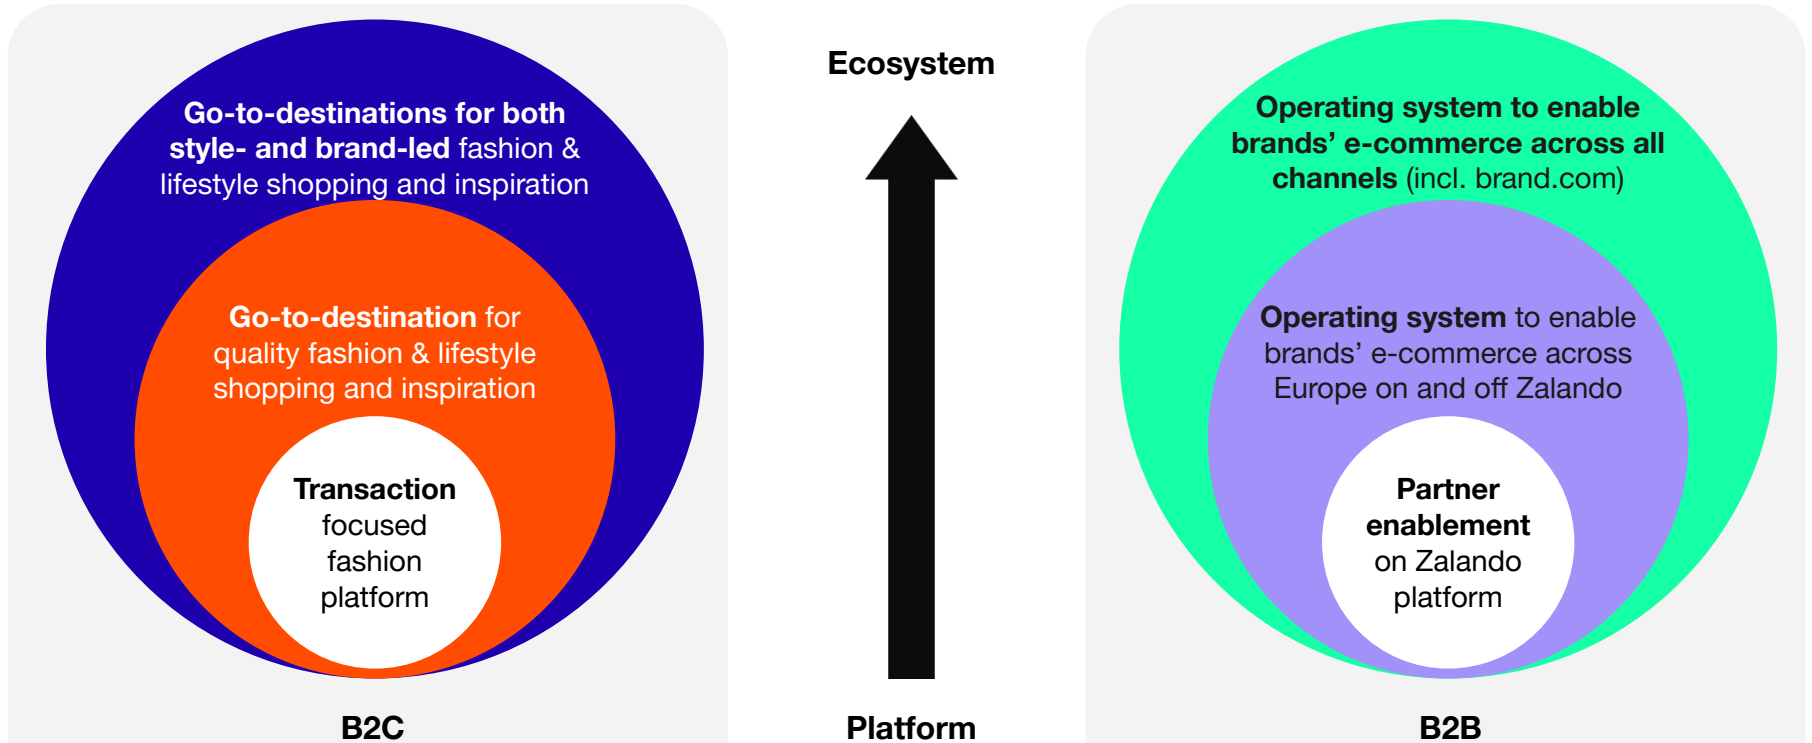 Go-to-destinations for both
style- and brand-led fashion &
lifestyle shopping and inspiration
Go-to-destination for
quality fashion & lifestyle
shopping and inspiration
Transaction
focused
fashion
platform
B2C
Ecosystem
Platform
Operating system to enable
brands’ e-commerce across all
channels (incl. brand.com)
Operating system to enable
brands’ e-commerce across
Europe on and off Zalando
Partner
enablement
on Zalando
platform
B2B